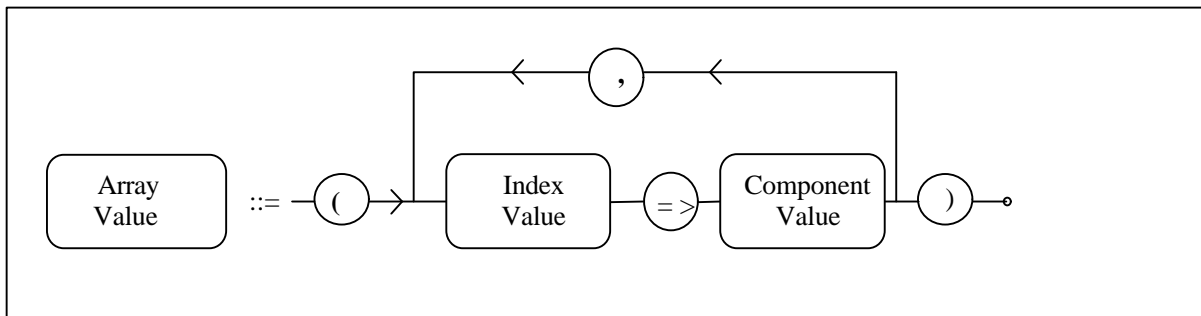 ,
Array
Value
::=
(
Index
Value
= >
Component
Value
)